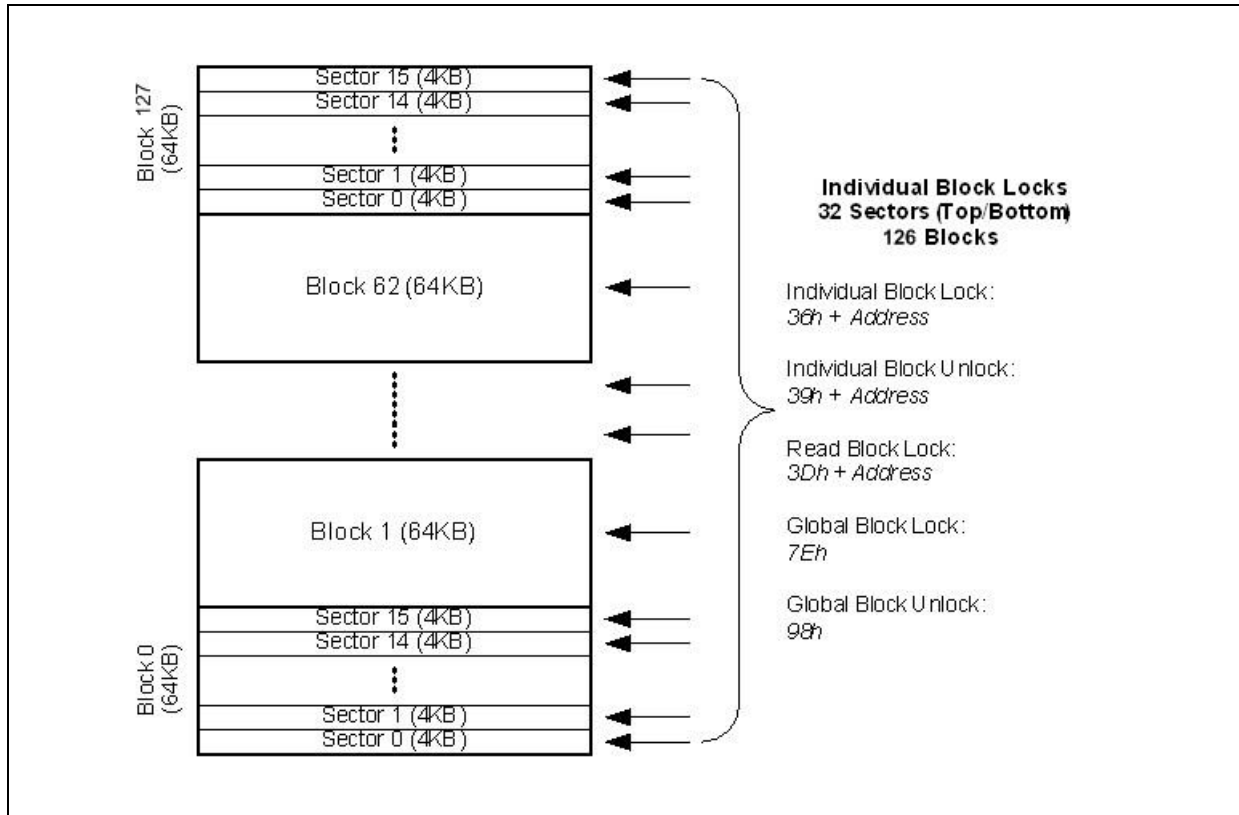 Block 127
(64KB)
Sector 15 (4KB)
Sector 14 (4KB)
Sector 1 (4KB)
Sector 0 (4KB)
Block 62 (64KB)
Block 1 (64KB)
Block 0
(64KB)
Sector 15 (4KB)
Sector 14 (4KB)
Sector 1 (4KB)
Sector 0 (4KB)
Individual Block Locks
32 Sectors (Top/Bottom)
126 Blocks
Individual Block Lock:
36h + Address
Individual Block Unlock:
39h + Address
Read Block Lock:
3Dh + Address
Global Block Lock:
7Eh
Global Block Unlock:
98h